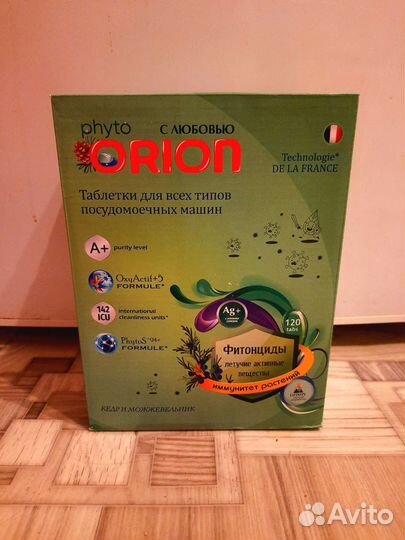 phyto
С ЛЮБОВЬЮ
ORION
Technologie*
DE LA FRANCE
Таблетки для всех типов
посудомоечных машин
A+
purity level
OxyActif+5
FORMULE*
Ag+
142
ICU
international
cleanliness units*
120
tabs
PhytoS
FORMULE*
Фитонциды
летучие активные
вещества
иммунитет растений
КЕДР И МОЖЖЕВЕЛЬНИК
Avito